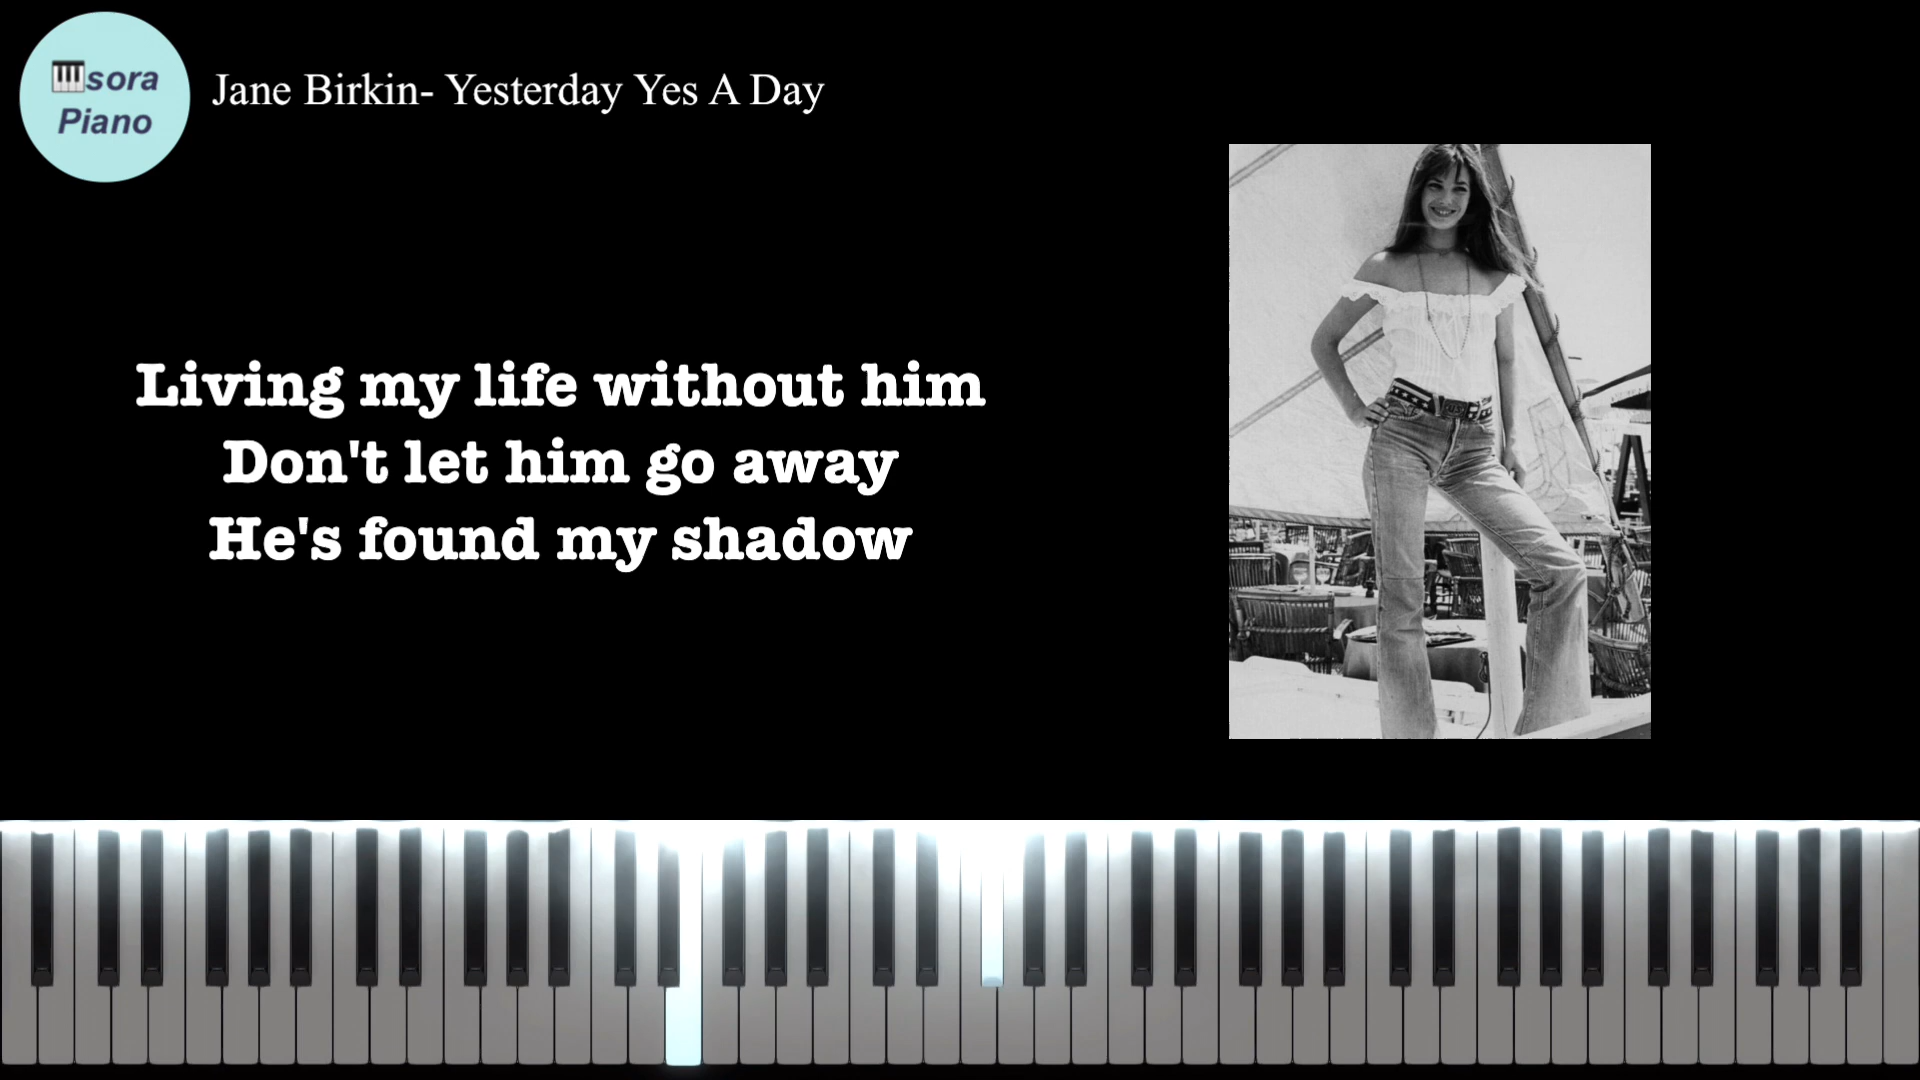 sora
Piano
Jane Birkin- Yesterday Yes A Day
Living my life without him
Don't let him go away
He's found my shadow